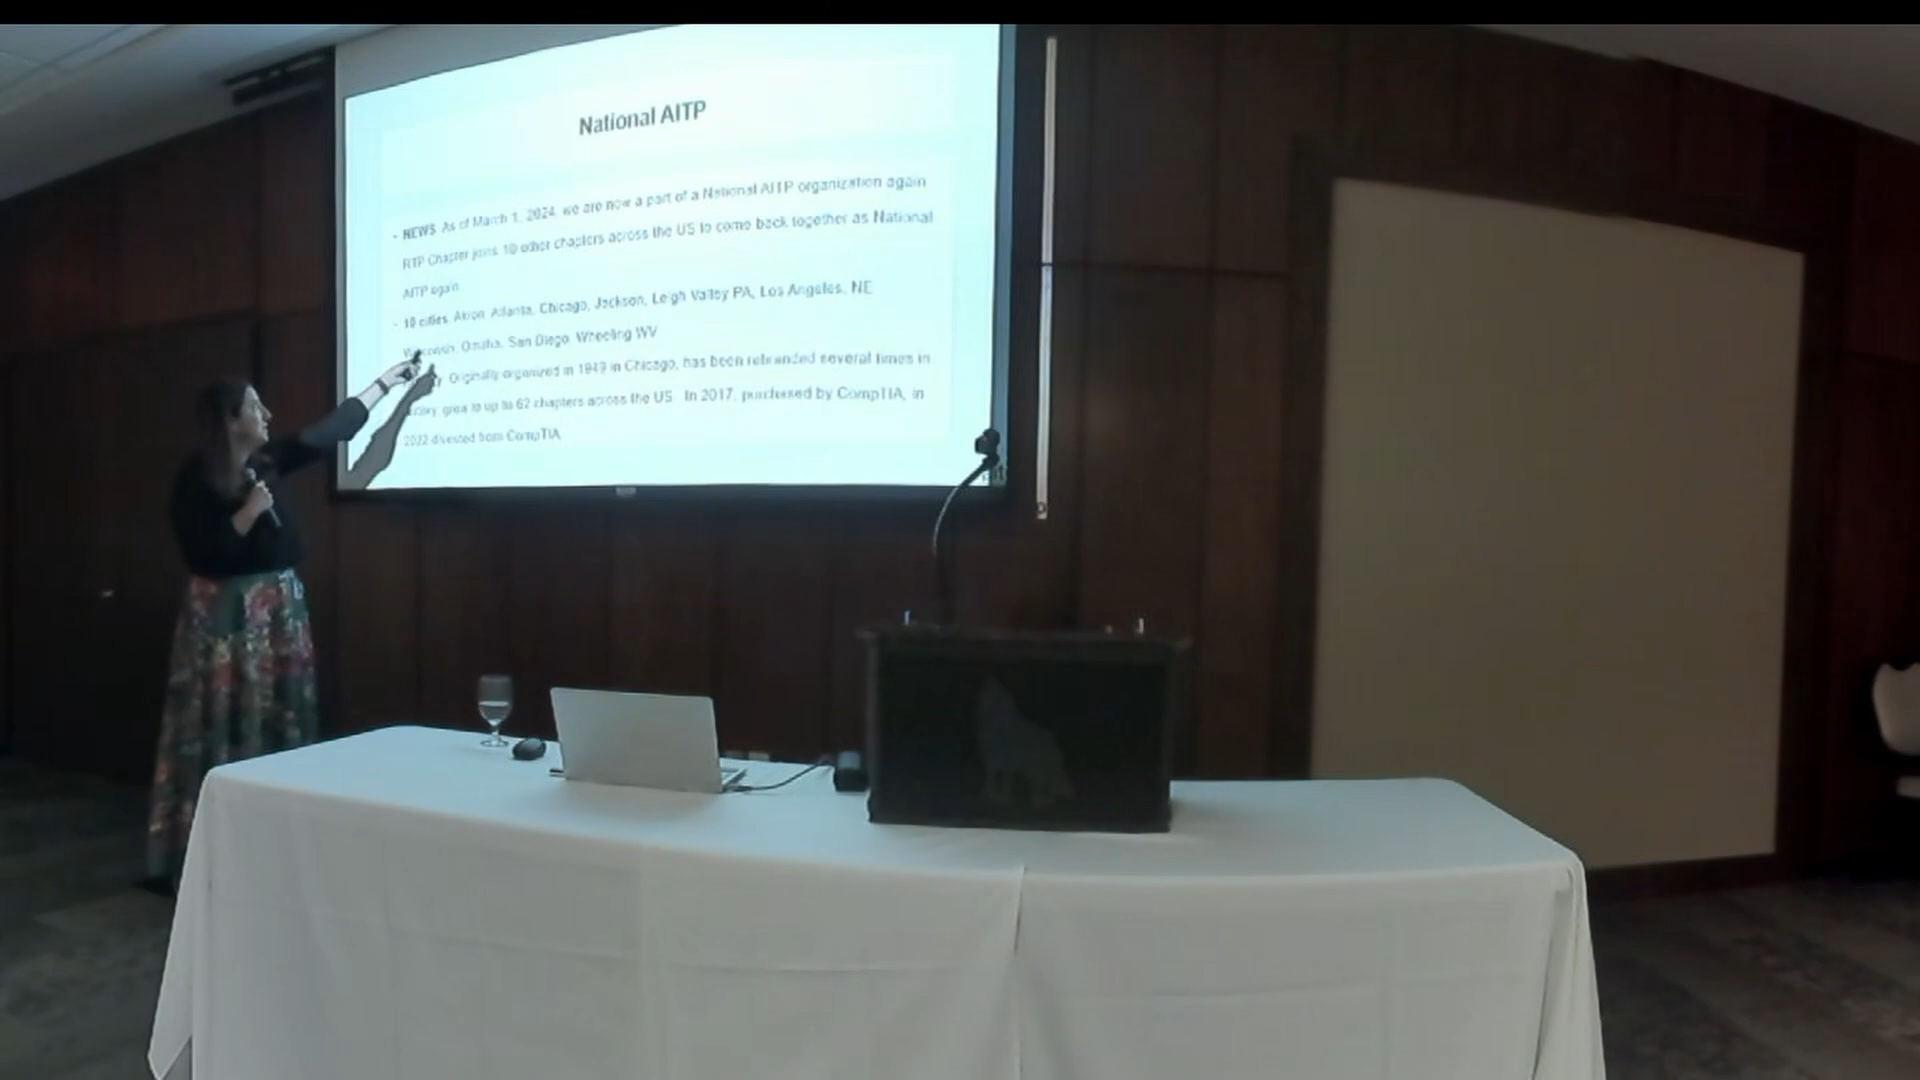 National AITP
- NEWS As of March 1, 2024, we are now a part of a National AITP organization again
RTP Chapter joins 10 other chapters across the US to come back together as National
AITP again
- 10 cities Akron, Atlanta, Chicago, Jackson, Leigh Valley PA, Los Angeles, NE
Wisconsin, Omaha, San Diego, Wheeling WV
Originally organized in 1949 in Chicago, has been rebranded several times in
grew to up to 62 chapters across the US. In 2017, purchased by CompTIA, in
2022 divested from CompTIA